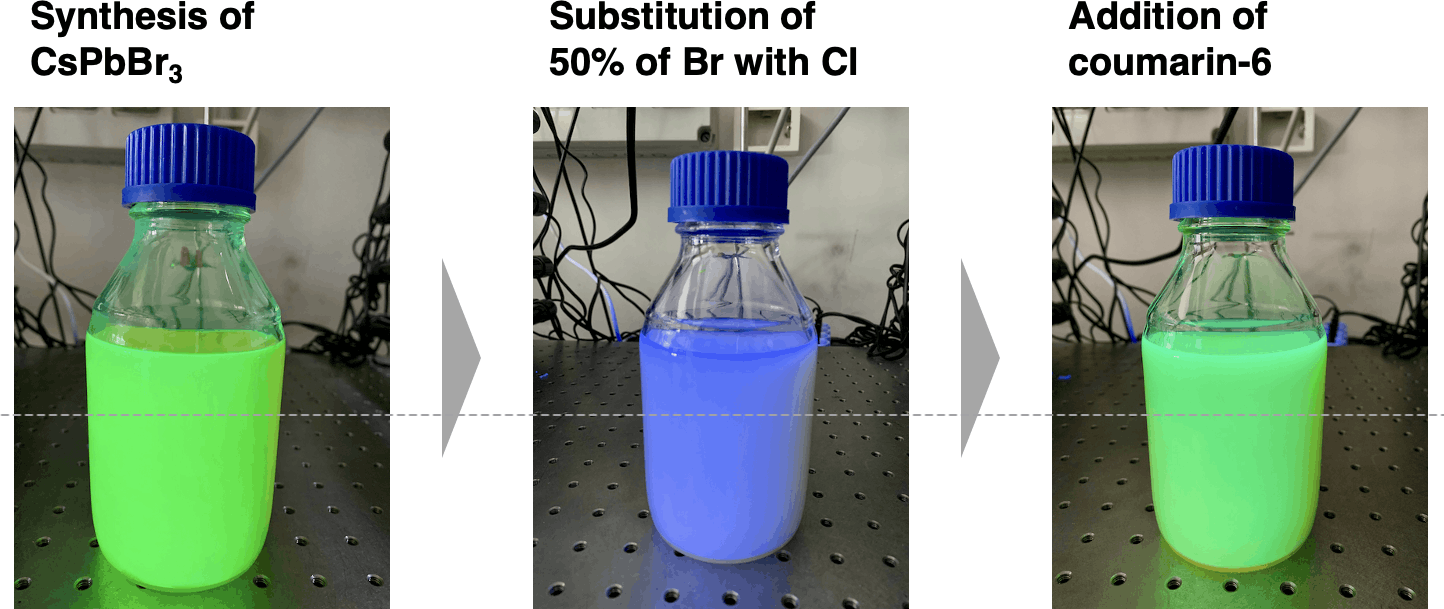 Synthesis of
CsPbBr₃
Substitution of
50% of Br with Cl
Addition of
coumarin-6